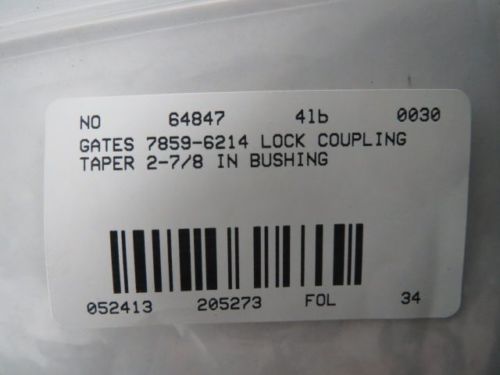 NO 64847 4lb 0030
GATES 7859-6214 LOCK COUPLING
TAPER 2-7/8 IN BUSHING
052413 205273 FOL 34